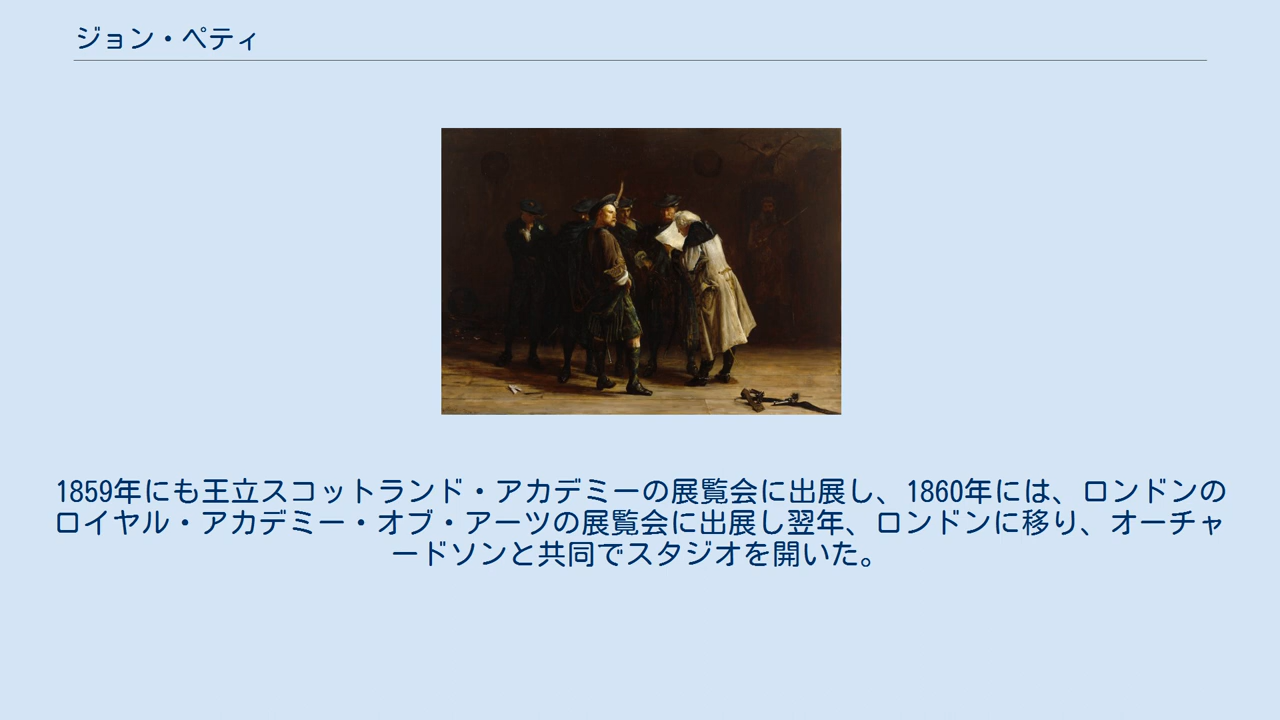 ジョン・ペティ
1859年にも王立スコットランド・アカデミーの展覧会に出展し、1860年には、ロンドンの
ロイヤル・アカデミー・オブ・アーツの展覧会に出展し翌年、ロンドンに移り、オーチャ
ードソンと共同でスタジオを開いた。